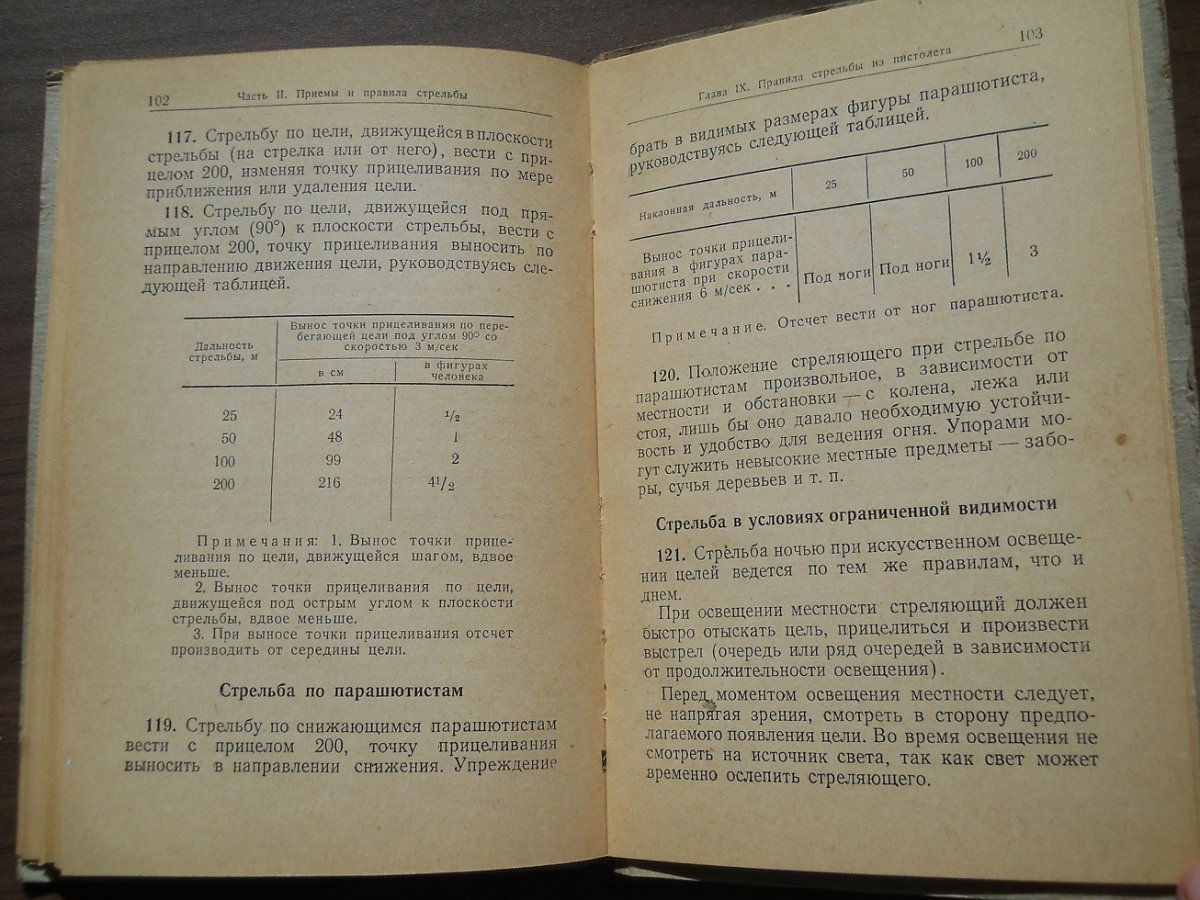 102 Часть II. Приемы и правила стрельбы
117. Стрельбу по цели, движущейся в плоскости
стрельбы (на стрелка или от него), вести с при-
целом 200, изменяя точку прицеливания по мере
приближения или удаления цели.
118. Стрельбу по цели, движущейся под пря-
мым углом (90°) к плоскости стрельбы, вести с
прицелом 200, точку прицеливания выносить по
направлению движения цели, руководствуясь сле-
дующей таблицей.
Дальность стрельбы, м
Вынос точки прицеливания по пере-
бегающей цели под углом 90° со
скоростью 3 м/сек
в см
в фигурах
человека
25 24 1/2
50 48 1
100 99 2
200 216 4 1/2
Примечания: 1. Вынос точки прице-
ливания по цели, движущейся шагом, вдвое
меньше.
2. Вынос точки прицеливания по цели,
движущейся под острым углом к плоскости
стрельбы, вдвое меньше.
3. При выносе точки прицеливания отсчет
производить от середины цели.
Стрельба по парашютистам
119. Стрельбу по снижающимся парашютистам
вести с прицелом 200, точку прицеливания
выносить в направлении снижения. Упреждение
Глава IX. Правила стрельбы из пистолета 103
брать в видимых размерах фигуры парашютиста,
руководствуясь следующей таблицей.
Наклонная дальность, м 25 50 100 200
Вынос точки прицели-
вания в фигурах пара-
шютиста при скорости
снижения 6 м/сек . . . Под ноги Под ноги 1 1/2 3
Примечание. Отсчет вести от ног парашютиста.
120. Положение стреляющего при стрельбе по
парашютистам произвольное, в зависимости от
местности и обстановки — с колена, лежа или
стоя, лишь бы оно давало необходимую устойчи-
вость и удобство для ведения огня. Упорами мо-
гут служить невысокие местные предметы — забо-
ры, сучья деревьев и т. п.
Стрельба в условиях ограниченной видимости
121. Стрельба ночью при искусственном освеще-
нии целей ведется по тем же правилам, что и
днем.
При освещении местности стреляющий должен
быстро отыскать цель, прицелиться и произвести
выстрел (очередь или ряд очередей в зависимости
от продолжительности освещения).
Перед моментом освещения местности следует,
не напрягая зрения, смотреть в сторону предпо-
лагаемого появления цели. Во время освещения не
смотреть на источник света, так как свет может
временно ослепить стреляющего.